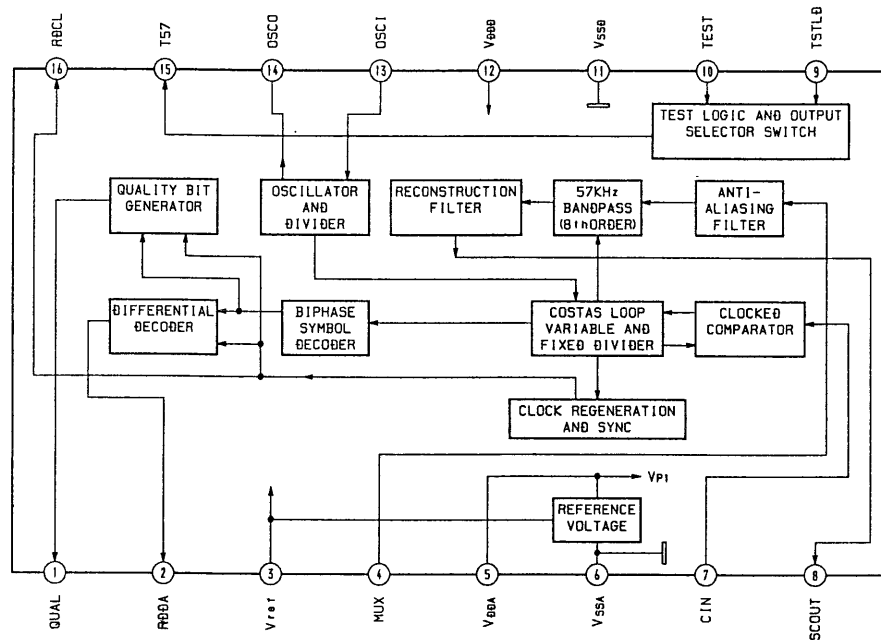 RDCL T57 OSCO OSCI VDDD VSSD TEST TSTLD
16 15 14 13 12 11 10 9
TEST LOGIC AND OUTPUT
SELECTOR SWITCH
QUALITY BIT
GENERATOR
OSCILLATOR
AND
DIVIDER
RECONSTRUCTION
FILTER
57KHz
BANDPASS
(8thORDER)
ANTI-
ALIASING
FILTER
DIFFERENTIAL
DECODER
BIPHASE
SYMBOL
DECODER
COSTAS LOOP
VARIABLE AND
FIXED DIVIDER
CLOCKED
COMPARATOR
CLOCK REGENERATION
AND SYNC
VP1
REFERENCE
VOLTAGE
1 2 3 4 5 6 7 8
QUAL RDDA Vref MUX VDDA VSSA CIN SCOUT